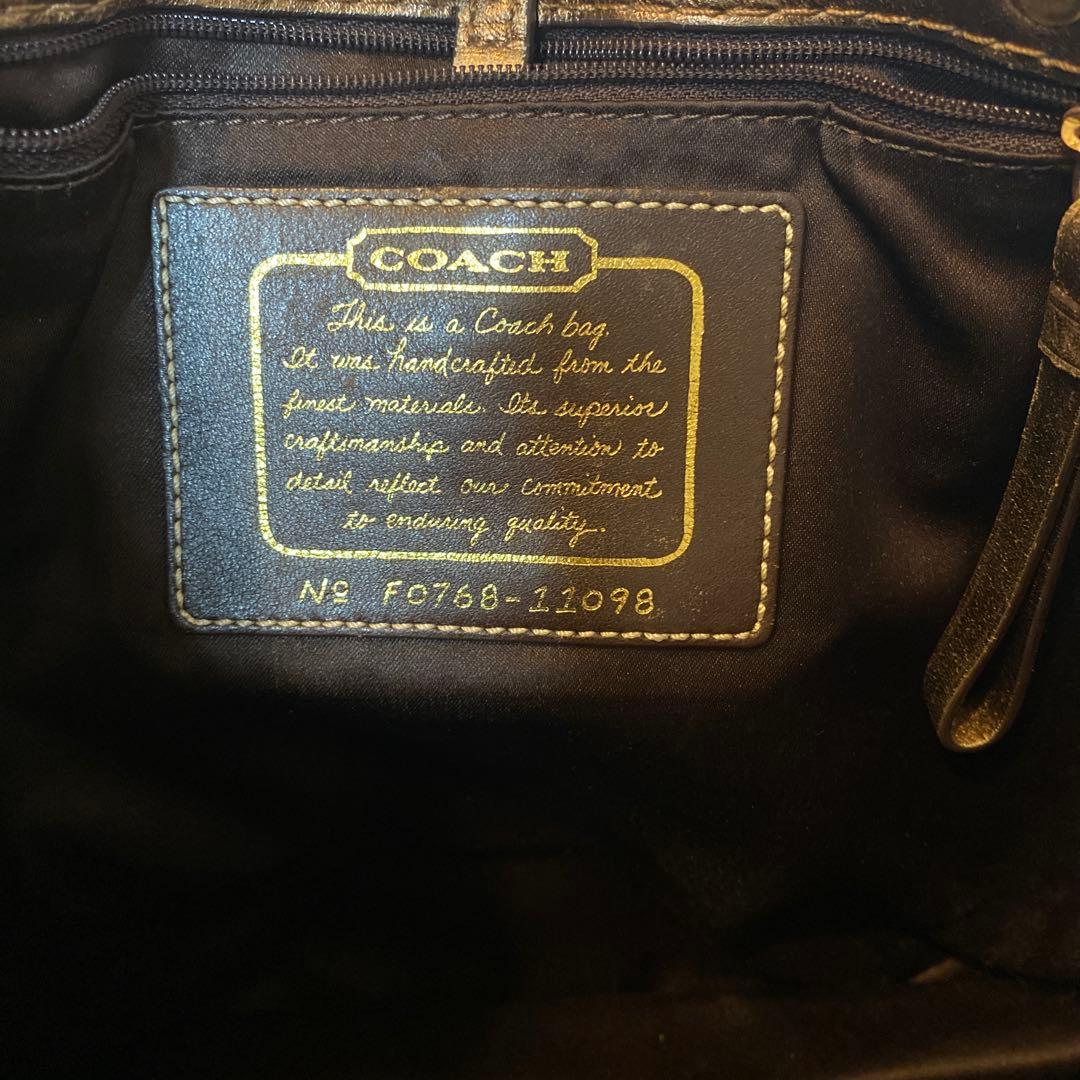 COACH
This is a Coach bag.
It was handcrafted from the
finest materials. Its superior
craftsmanship and attention to
detail reflect our commitment
to enduring quality.
Nº F0768-11098